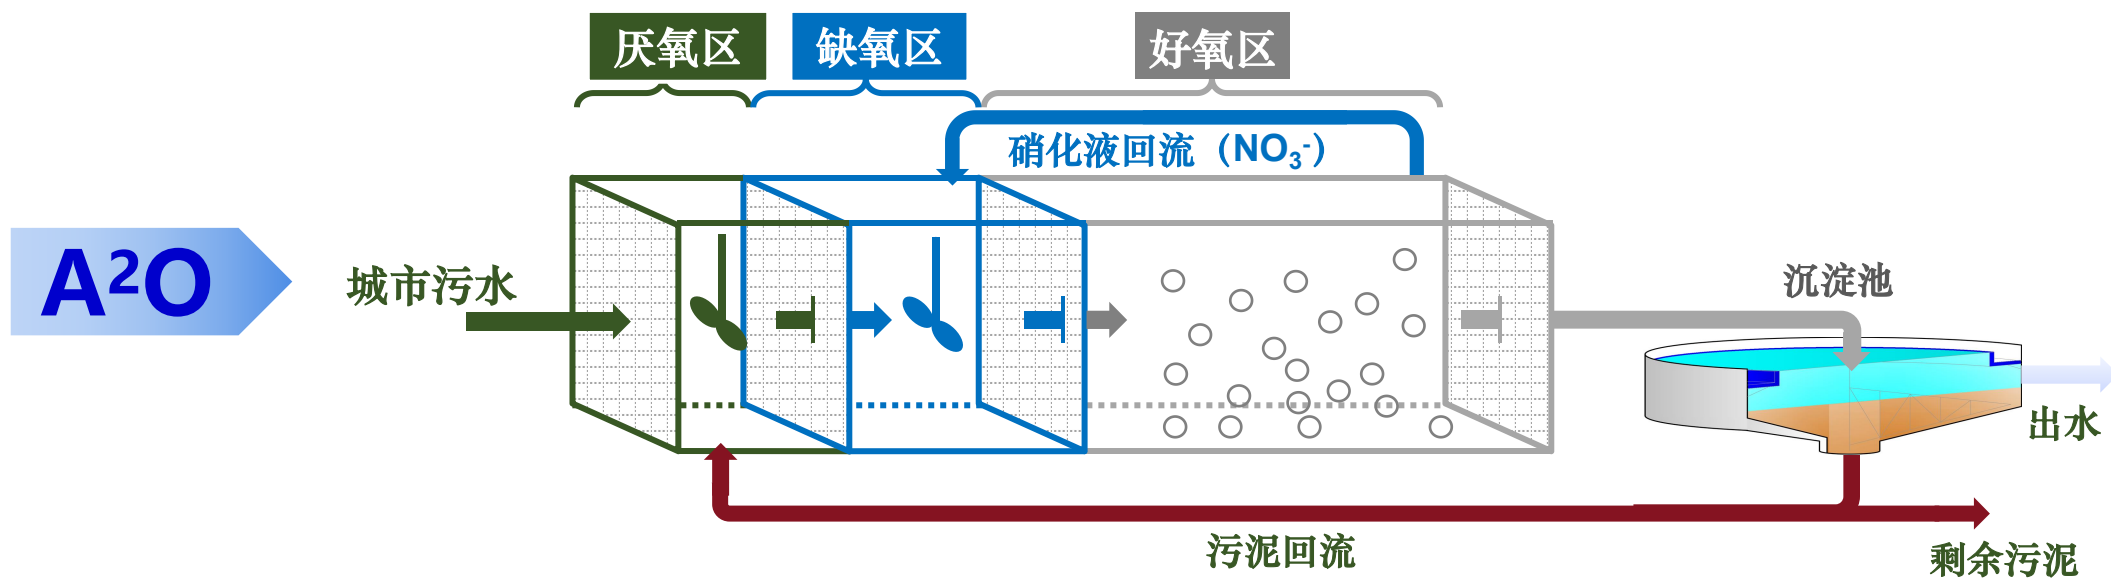 厌氧区
缺氧区
好氧区
硝化液回流（NO₃⁻）
A²O
城市污水
沉淀池
出水
污泥回流
剩余污泥